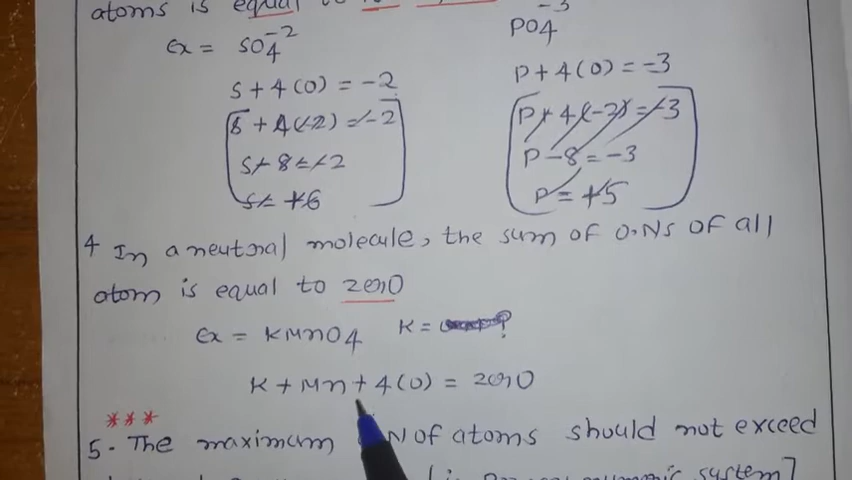 atoms is equal to
Ex = SO4^-2
S + 4(O) = -2
S + 4(-2) = -2
S - 8 = -2
S = +6
PO4^-3
P + 4(O) = -3
P + 4(-2) = -3
P - 8 = -3
P = +5
4 In a neutral molecule, the sum of O.Ns of all
atom is equal to zero
Ex = KMnO4 K = ?
K + Mn + 4(O) = zero
***
5. The maximum N of atoms should not exceed
system]